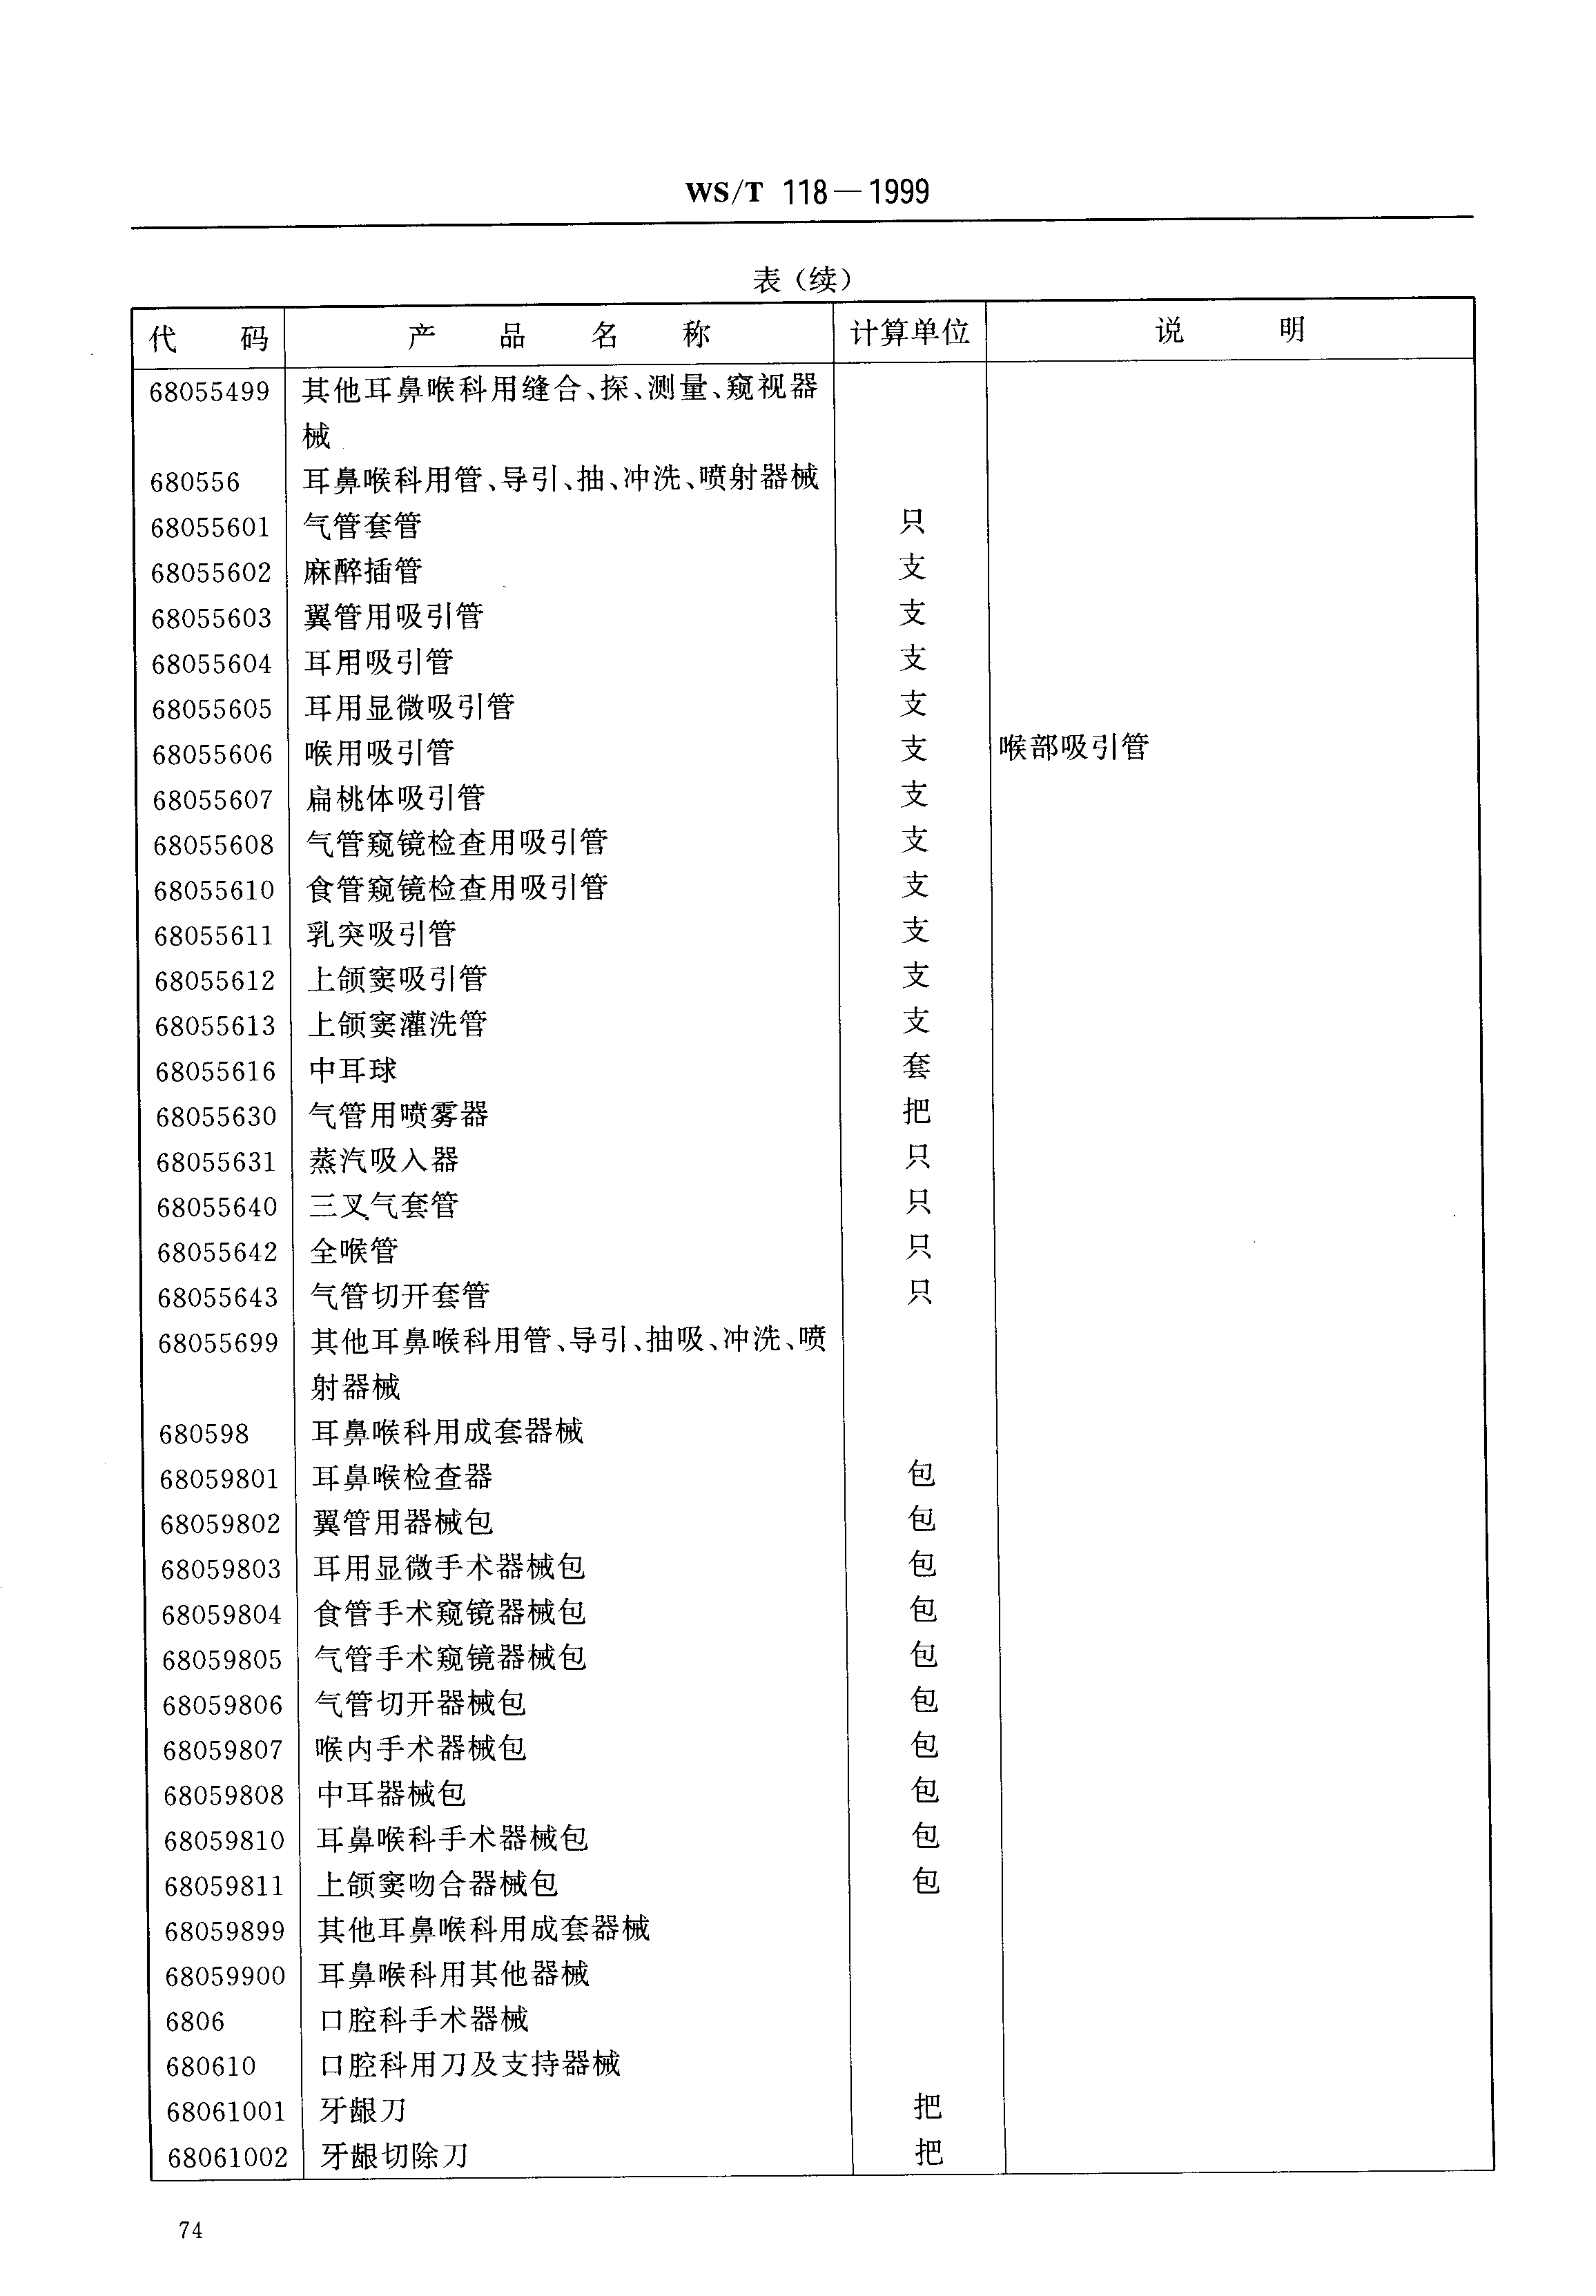 WS/T 118—1999
表（续）
代 码 产 品 名 称 计算单位 说 明
68055499 其他耳鼻喉科用缝合、探、测量、窥视器
械
680556 耳鼻喉科用管、导引、抽、冲洗、喷射器械
68055601 气管套管 只
68055602 麻醉插管 支
68055603 翼管用吸引管 支
68055604 耳用吸引管 支
68055605 耳用显微吸引管 支
68055606 喉用吸引管 支 喉部吸引管
68055607 扁桃体吸引管 支
68055608 气管窥镜检查用吸引管 支
68055610 食管窥镜检查用吸引管 支
68055611 乳突吸引管 支
68055612 上颌窦吸引管 支
68055613 上颌窦灌洗管 支
68055616 中耳球 套
68055630 气管用喷雾器 把
68055631 蒸汽吸入器 只
68055640 三叉气套管 只
68055642 全喉管 只
68055643 气管切开套管 只
68055699 其他耳鼻喉科用管、导引、抽吸、冲洗、喷
射器械
680598 耳鼻喉科用成套器械
68059801 耳鼻喉检查器 包
68059802 翼管用器械包 包
68059803 耳用显微手术器械包 包
68059804 食管手术窥镜器械包 包
68059805 气管手术窥镜器械包 包
68059806 气管切开器械包 包
68059807 喉内手术器械包 包
68059808 中耳器械包 包
68059810 耳鼻喉科手术器械包 包
68059811 上颌窦吻合器械包 包
68059899 其他耳鼻喉科用成套器械
68059900 耳鼻喉科用其他器械
6806 口腔科手术器械
680610 口腔科用刀及支持器械
68061001 牙龈刀 把
68061002 牙龈切除刀 把
74